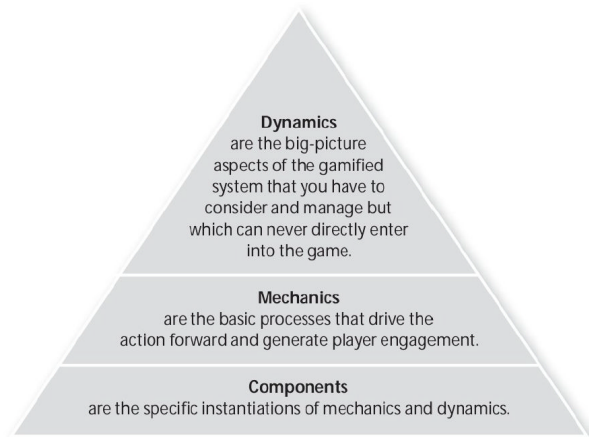 Dynamics
are the big-picture
aspects of the gamified
system that you have to
consider and manage but
which can never directly enter
into the game.
Mechanics
are the basic processes that drive the
action forward and generate player engagement.
Components
are the specific instantiations of mechanics and dynamics.